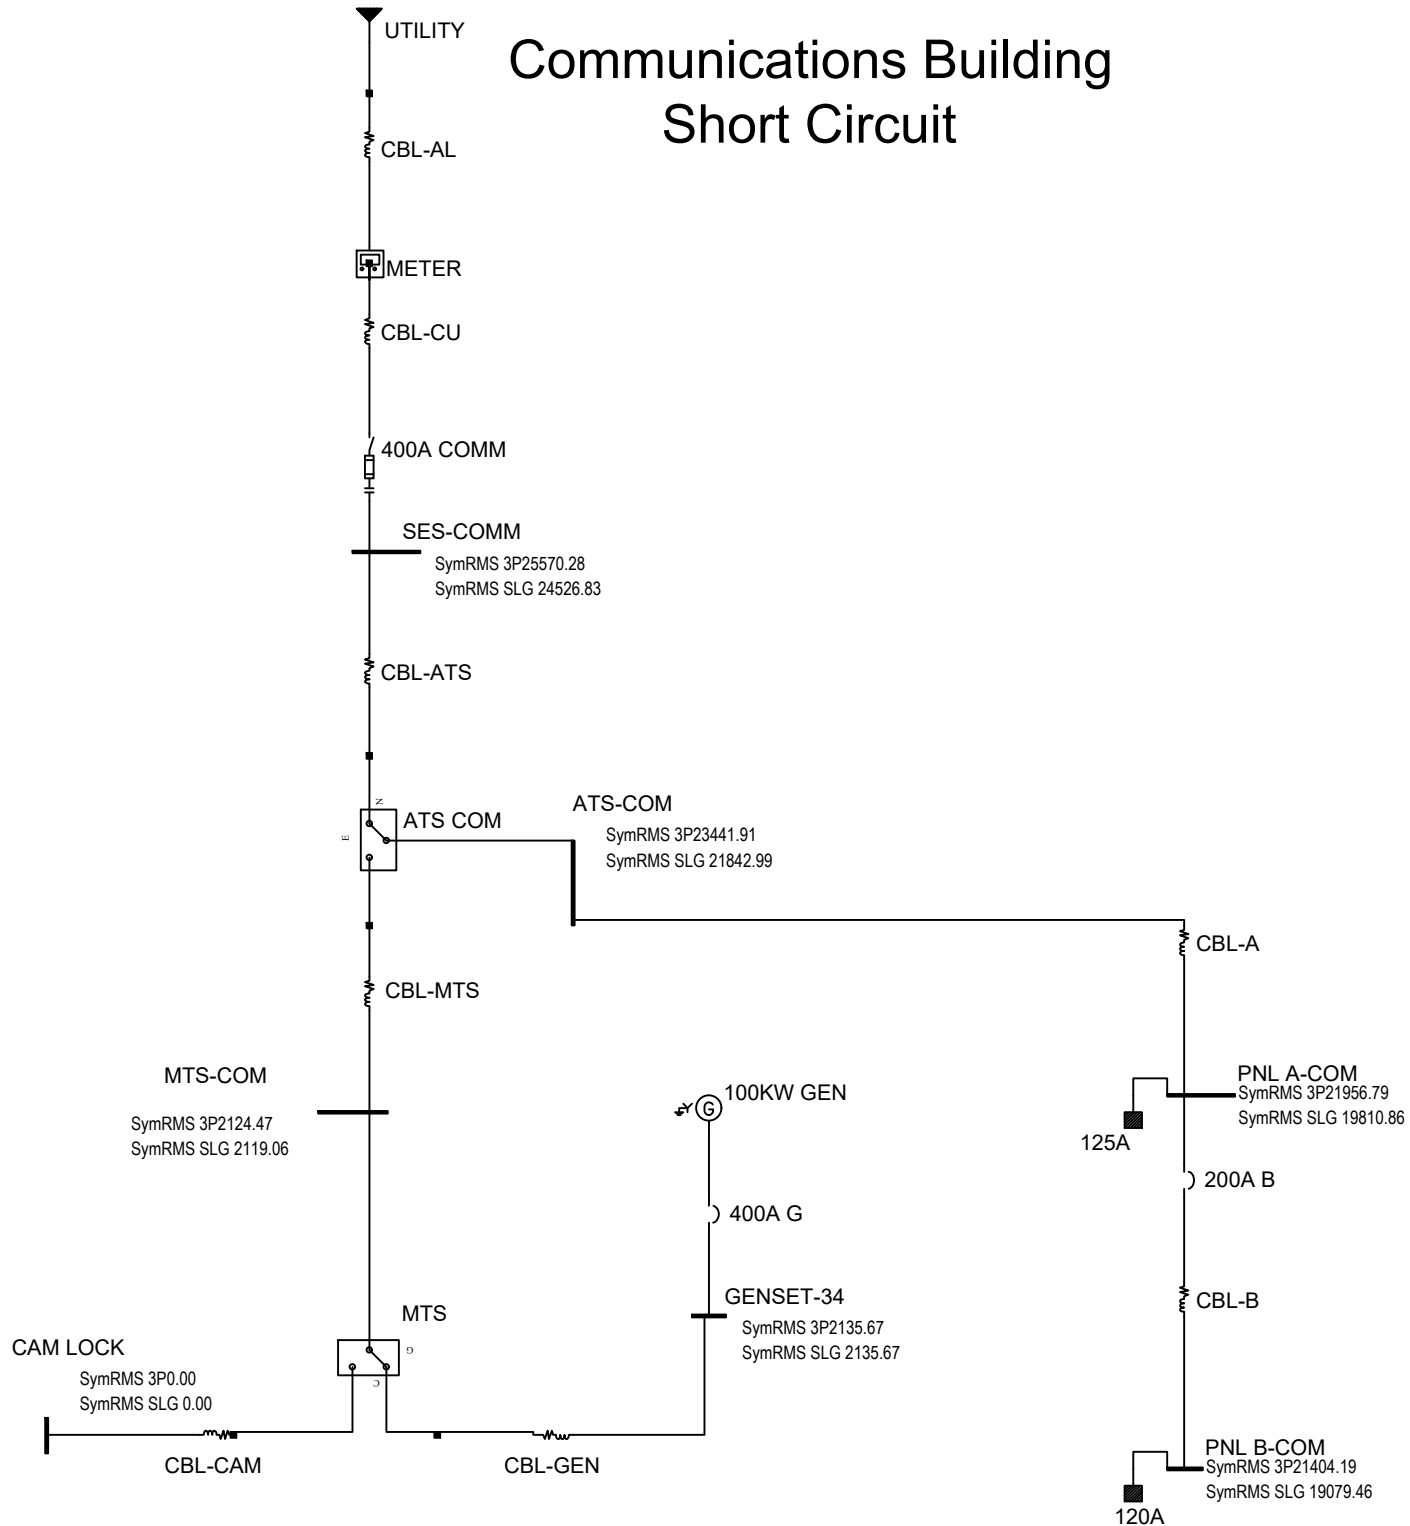 UTILITY
Communications Building
Short Circuit
CBL-AL
METER
CBL-CU
400A COMM
SES-COMM
SymRMS 3P25570.28
SymRMS SLG 24526.83
CBL-ATS
N
E
ATS COM
ATS-COM
SymRMS 3P23441.91
SymRMS SLG 21842.99
CBL-A
CBL-MTS
MTS-COM
SymRMS 3P2124.47
SymRMS SLG 2119.06
G
100KW GEN
PNL A-COM
SymRMS 3P21956.79
SymRMS SLG 19810.86
125A
200A B
400A G
GENSET-34
SymRMS 3P2135.67
SymRMS SLG 2135.67
CBL-B
MTS
G
C
CAM LOCK
SymRMS 3P0.00
SymRMS SLG 0.00
CBL-CAM
CBL-GEN
PNL B-COM
SymRMS 3P21404.19
SymRMS SLG 19079.46
120A